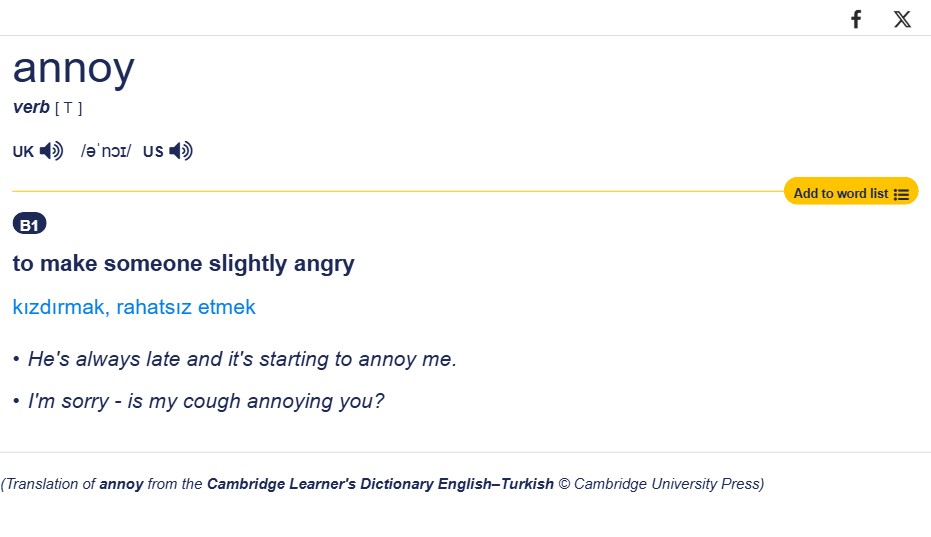 annoy
verb [ T ]
UK /əˈnɔɪ/ US
Add to word list
B1
to make someone slightly angry
kızdırmak, rahatsız etmek
• He's always late and it's starting to annoy me.
• I'm sorry - is my cough annoying you?
(Translation of annoy from the Cambridge Learner's Dictionary English–Turkish © Cambridge University Press)